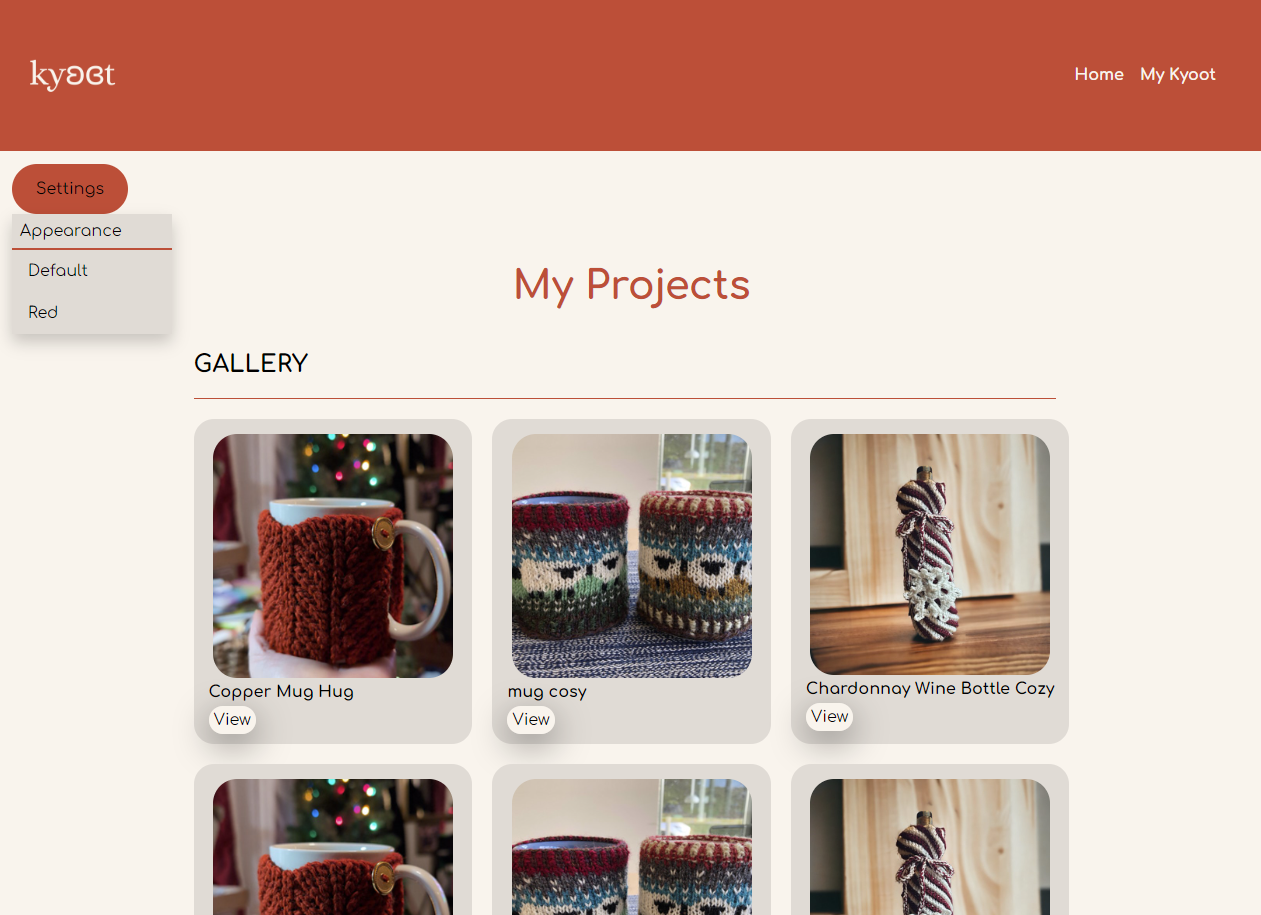 kyoot
Home My Kyoot
Settings
Appearance
Default
Red
My Projects
GALLERY
Copper Mug Hug
View
mug cosy
View
Chardonnay Wine Bottle Cozy
View